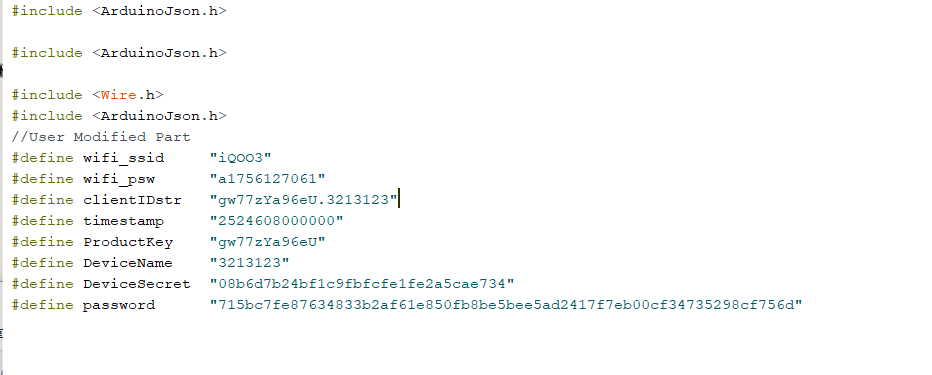 #include <ArduinoJson.h>
#include <ArduinoJson.h>
#include <Wire.h>
#include <ArduinoJson.h>
//User Modified Part
#define wifi_ssid     "iQOO3"
#define wifi_psw      "a1756127061"
#define clientIDstr   "gw77zYa96eU.3213123"
#define timestamp     "2524608000000"
#define ProductKey    "gw77zYa96eU"
#define DeviceName    "3213123"
#define DeviceSecret  "08b6d7b24bf1c9fbfcfe1fe2a5cae734"
#define password      "715bc7fe87634833b2af61e850fb8be5bee5ad2417f7eb00cf34735298cf756d"